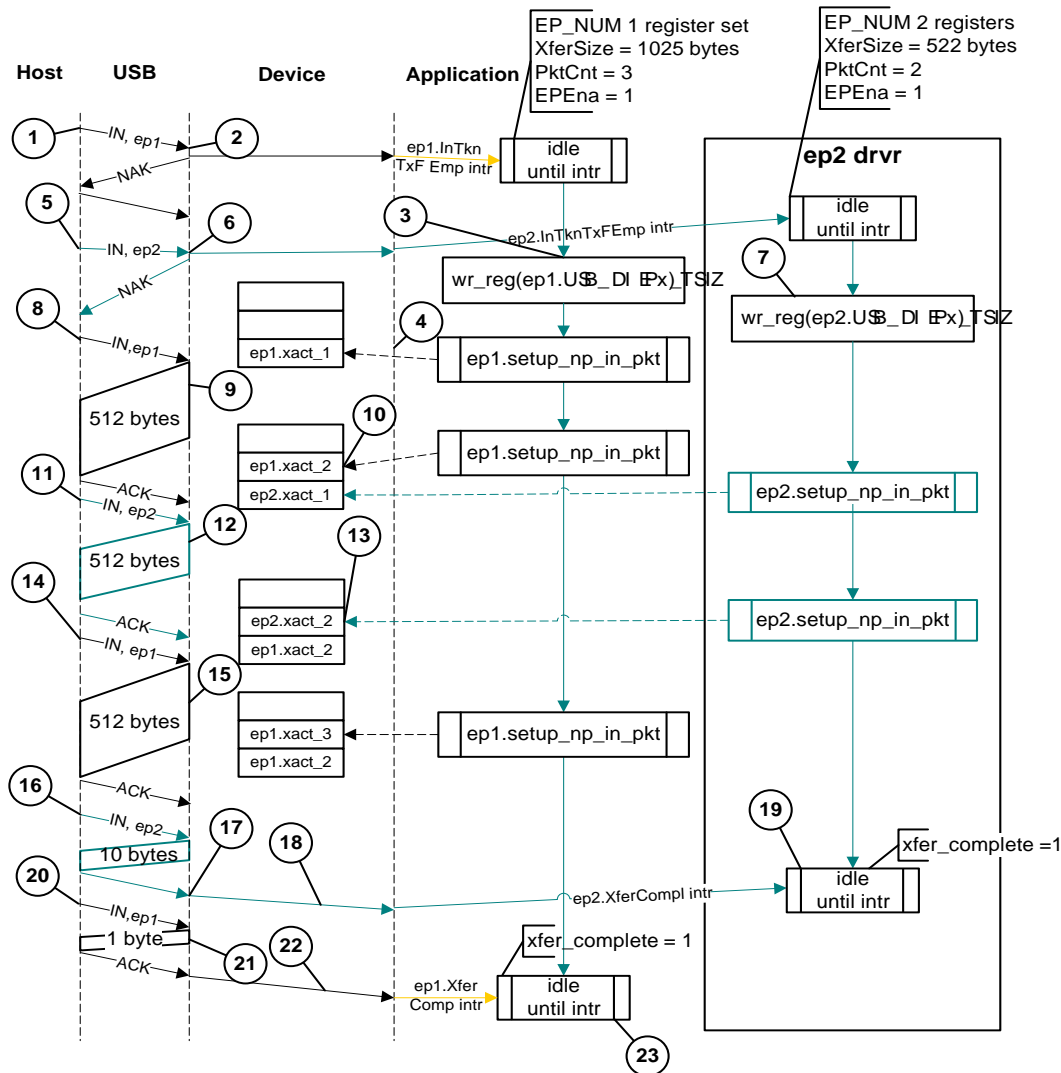 EP_NUM 1 register set
XferSize = 1025 bytes
PktCnt = 3
EPEna = 1
EP_NUM 2 registers
XferSize = 522 bytes
PktCnt = 2
EPEna = 1
Host
USB
Device
Application
1
IN, ep1
2
ep1.InTkn
TxF Emp intr
idle
until intr
ep2 drvr
NAK
5
6
3
ep2.InTknTxFEmp intr
idle
until intr
IN, ep2
7
wr_reg(ep1.USB_DIEPx)_TSIZ
NAK
8
wr_reg(ep2.USB_DIEPx)_TSIZ
4
IN,ep1
ep1.xact_1
ep1.setup_np_in_pkt
9
512 bytes
10
ep1.setup_np_in_pkt
11
ep1.xact_2
ACK
ep2.xact_1
ep2.setup_np_in_pkt
IN, ep2
12
13
512 bytes
14
ep2.xact_2
ep2.setup_np_in_pkt
ACK
ep1.xact_2
IN, ep1
15
512 bytes
ep1.xact_3
ep1.setup_np_in_pkt
ep1.xact_2
16
ACK
IN, ep2
17
18
19
xfer_complete =1
10 bytes
20
ep2.XferCompl intr
idle
until intr
IN,ep1
1 byte
21
22
xfer_complete = 1
ACK
ep1.Xfer
Comp intr
idle
until intr
23